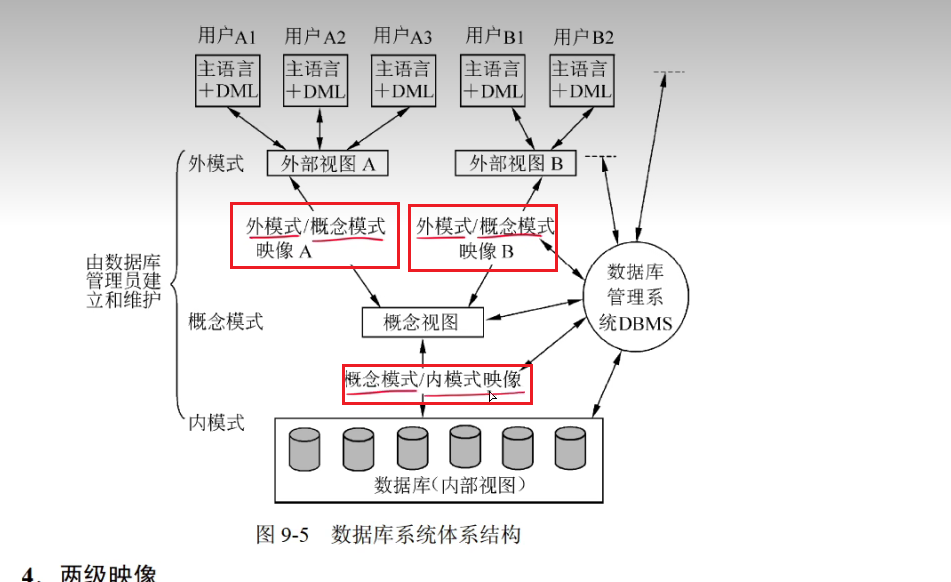 用户A1 用户A2 用户A3 用户B1 用户B2
主语言 主语言 主语言 主语言 主语言
+DML +DML +DML +DML +DML
外模式 外部视图 A 外部视图 B
外模式/概念模式 外模式/概念模式
映像 A 映像 B
由数据库
管理员建
立和维护
数据库
管理系
统DBMS
概念模式 概念视图
概念模式/内模式映像
内模式
数据库(内部视图)
图 9-5 数据库系统体系结构
4. 两级映像